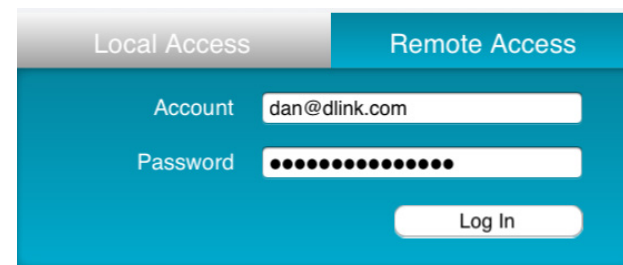 Local Access Remote Access
Account dan@dlink.com
Password ●●●●●●●●●●●●●●●
Log In